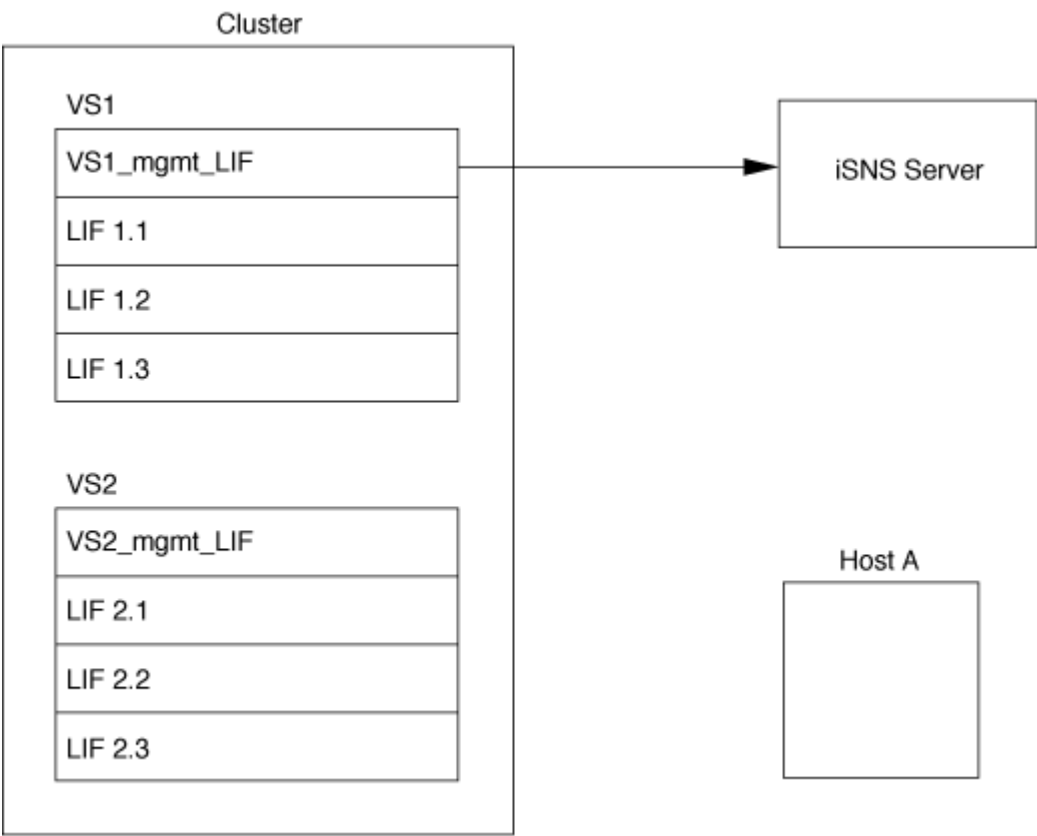 Cluster
VS1
VS1_mgmt_LIF
LIF 1.1
LIF 1.2
LIF 1.3
iSNS Server
VS2
VS2_mgmt_LIF
LIF 2.1
LIF 2.2
LIF 2.3
Host A